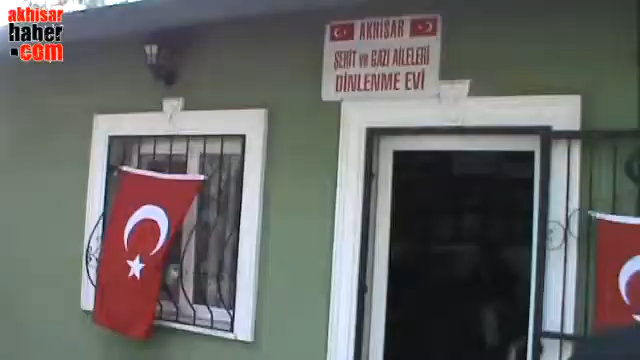 akhisar
haber
.com
AKHİSAR
ŞEHİT ve GAZİ AİLELERİ
DİNLENME EVİ